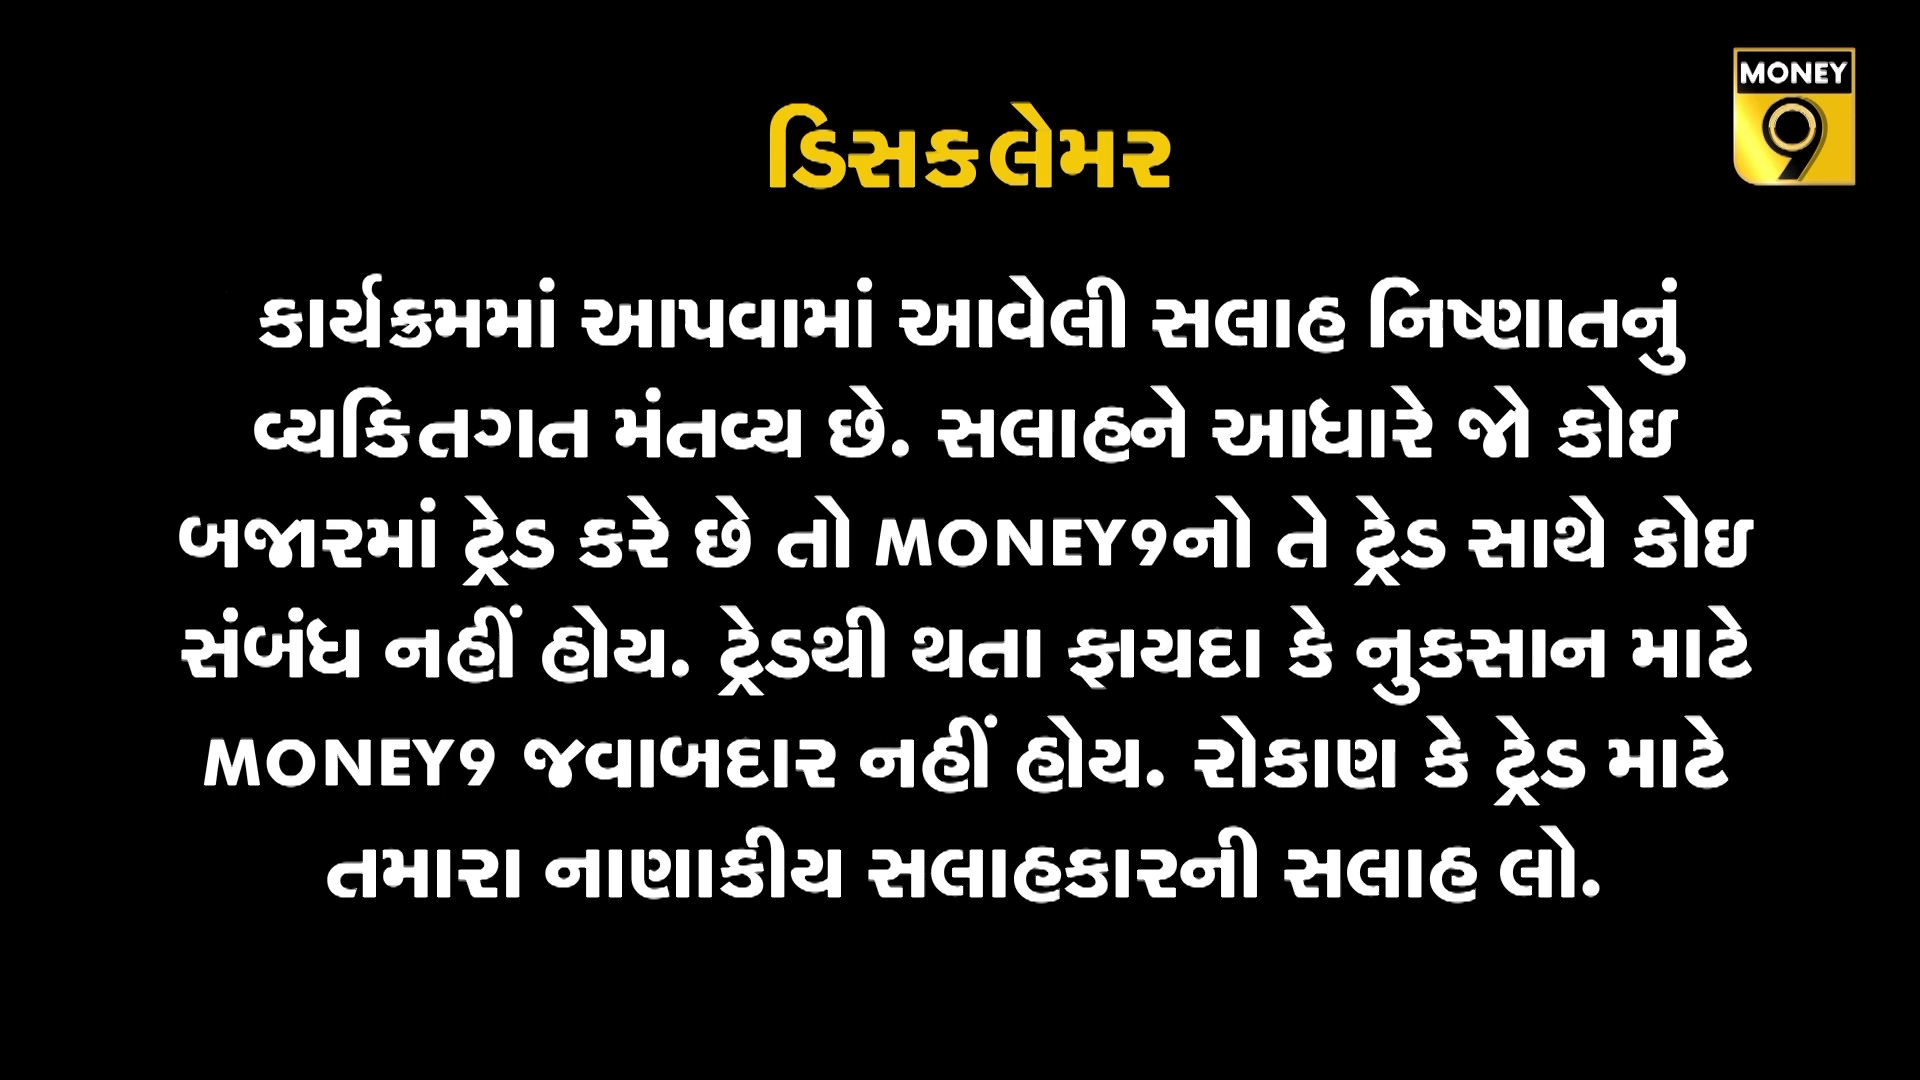 MONEY
9
ડિસકલેમર
કાર્યક્રમમાં આપવામાં આવેલી સલાહ નિષ્ણાતનું
વ્યકિતગત મંતવ્ય છે. સલાહને આધારે જો કોઇ
બજારમાં ટ્રેડ કરે છે તો MONEY9નો તે ટ્રેડ સાથે કોઇ
સંબંધ નહીં હોય. ટ્રેડથી થતા ફાયદા કે નુકસાન માટે
MONEY9 જવાબદાર નહીં હોય. રોકાણ કે ટ્રેડ માટે
તમારા નાણાકીય સલાહકારની સલાહ લો.